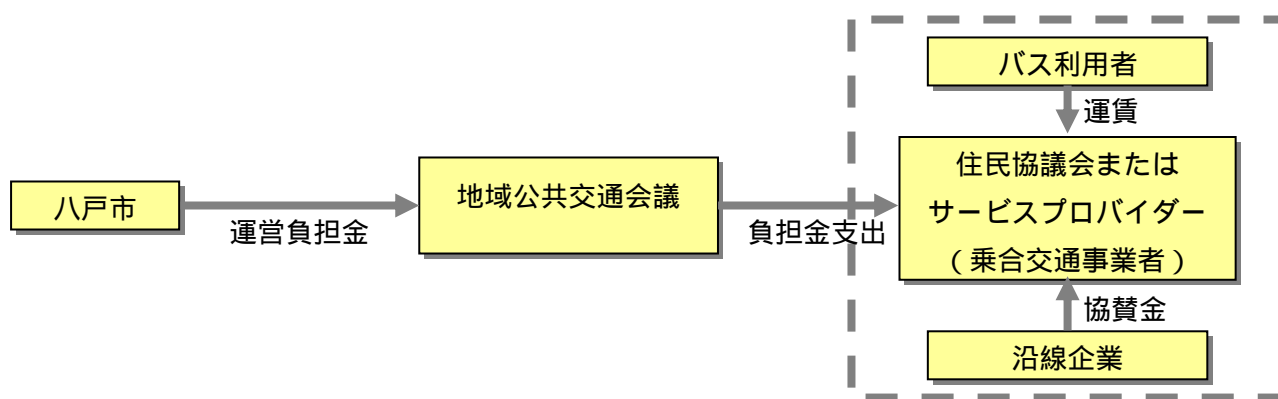 バス利用者
運賃
住民協議会または
サービスプロバイダー
（乗合交通事業者）
地域公共交通会議
八戸市
運営負担金
負担金支出
協賛金
沿線企業